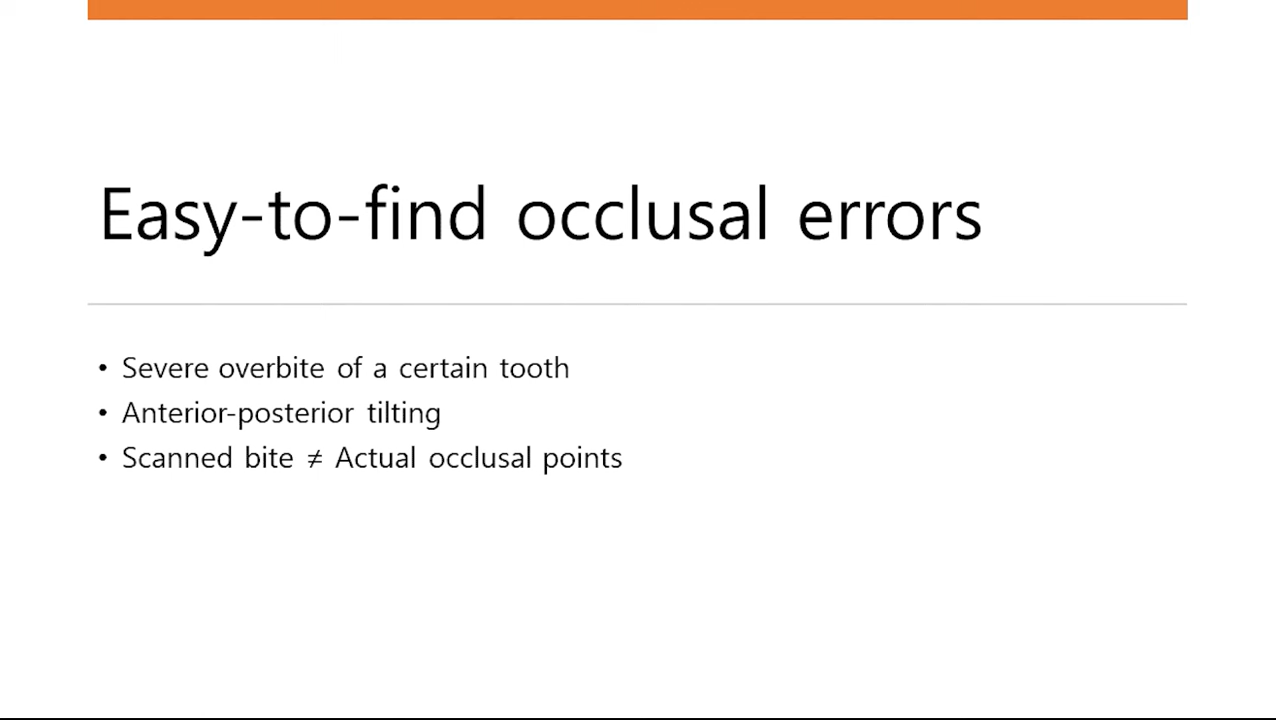 Easy-to-find occlusal errors
• Severe overbite of a certain tooth
• Anterior-posterior tilting
• Scanned bite ≠ Actual occlusal points